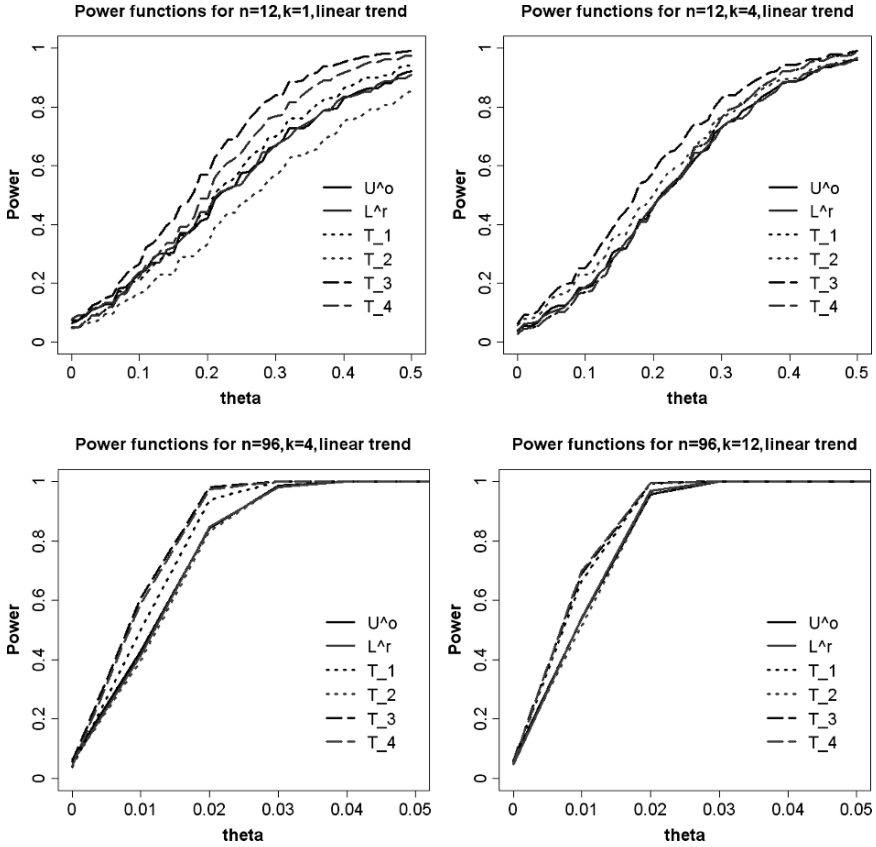 Power functions for n=12,k=1,linear trend
Power
1
0.8
0.6
0.4
0.2
0
U^o
L^r
T_1
T_2
T_3
T_4
0 0.1 0.2 0.3 0.4 0.5
theta
Power functions for n=12,k=4,linear trend
Power
1
0.8
0.6
0.4
0.2
0
U^o
L^r
T_1
T_2
T_3
T_4
0 0.1 0.2 0.3 0.4 0.5
theta
Power functions for n=96,k=4,linear trend
Power
1
0.8
0.6
0.4
0.2
0
U^o
L^r
T_1
T_2
T_3
T_4
0 0.01 0.02 0.03 0.04 0.05
theta
Power functions for n=96,k=12,linear trend
Power
1
0.8
0.6
0.4
0.2
0
U^o
L^r
T_1
T_2
T_3
T_4
0 0.01 0.02 0.03 0.04 0.05
theta